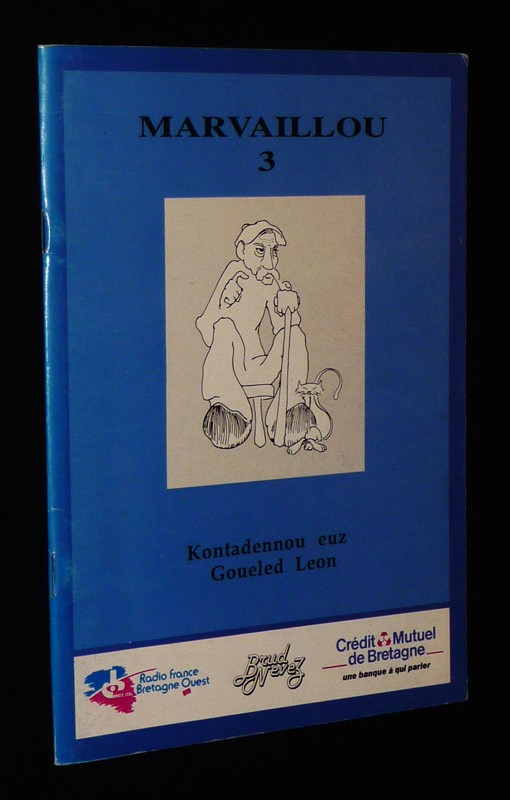 MARVAILLOU
3
Kontadennou euz
Goueled Leon
Radio France
Bretagne Ouest
Brud
Nevez
Crédit Mutuel
de Bretagne
une banque à qui parler